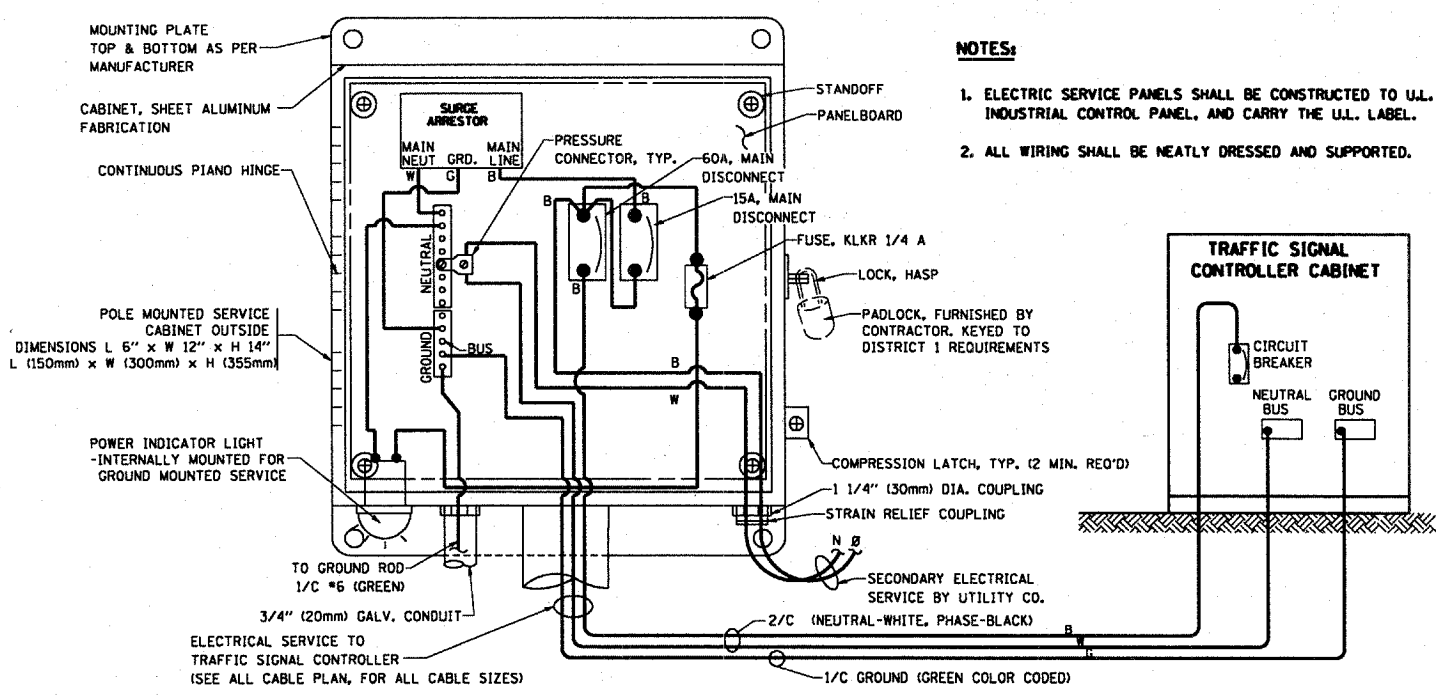 MOUNTING PLATE
TOP & BOTTOM AS PER
MANUFACTURER
CABINET, SHEET ALUMINUM
FABRICATION
CONTINUOUS PIANO HINGE
POLE MOUNTED SERVICE
CABINET OUTSIDE
DIMENSIONS L 6" x W 12" x H 14"
L (150mm) x W (300mm) x H (355mm)
POWER INDICATOR LIGHT
-INTERNALLY MOUNTED FOR
GROUND MOUNTED SERVICE
SURGE
ARRESTOR
MAIN
NEUT
GRD.
MAIN
LINE
W
G
B
PRESSURE
CONNECTOR, TYP.
NEUTRAL
GROUND
BUS
B
B
B
60A, MAIN
DISCONNECT
15A, MAIN
DISCONNECT
STANDOFF
PANELBOARD
FUSE, KLKR 1/4 A
LOCK, HASP
PADLOCK, FURNISHED BY
CONTRACTOR, KEYED TO
DISTRICT 1 REQUIREMENTS
B
W
COMPRESSION LATCH, TYP. (2 MIN. REQ'D)
1 1/4" (30mm) DIA. COUPLING
STRAIN RELIEF COUPLING
N Ø
SECONDARY ELECTRICAL
SERVICE BY UTILITY CO.
TO GROUND ROD
1/C #6 (GREEN)
3/4" (20mm) GALV. CONDUIT
ELECTRICAL SERVICE TO
TRAFFIC SIGNAL CONTROLLER
(SEE ALL CABLE PLAN, FOR ALL CABLE SIZES)
2/C (NEUTRAL-WHITE, PHASE-BLACK)
B
W
G
1/C GROUND (GREEN COLOR CODED)
NOTES:
1. ELECTRIC SERVICE PANELS SHALL BE CONSTRUCTED TO U.L.
INDUSTRIAL CONTROL PANEL, AND CARRY THE U.L. LABEL.
2. ALL WIRING SHALL BE NEATLY DRESSED AND SUPPORTED.
TRAFFIC SIGNAL
CONTROLLER CABINET
CIRCUIT
BREAKER
NEUTRAL
BUS
GROUND
BUS